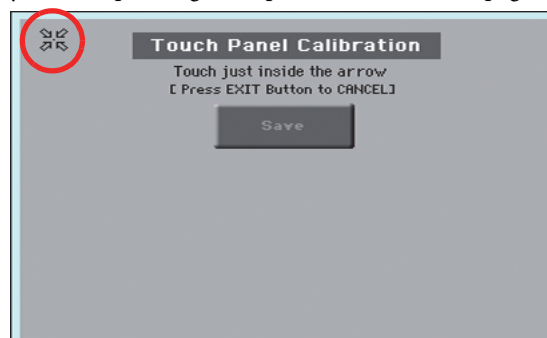 Touch Panel Calibration
Touch just inside the arrow
[ Press EXIT Button to CANCEL]
Save